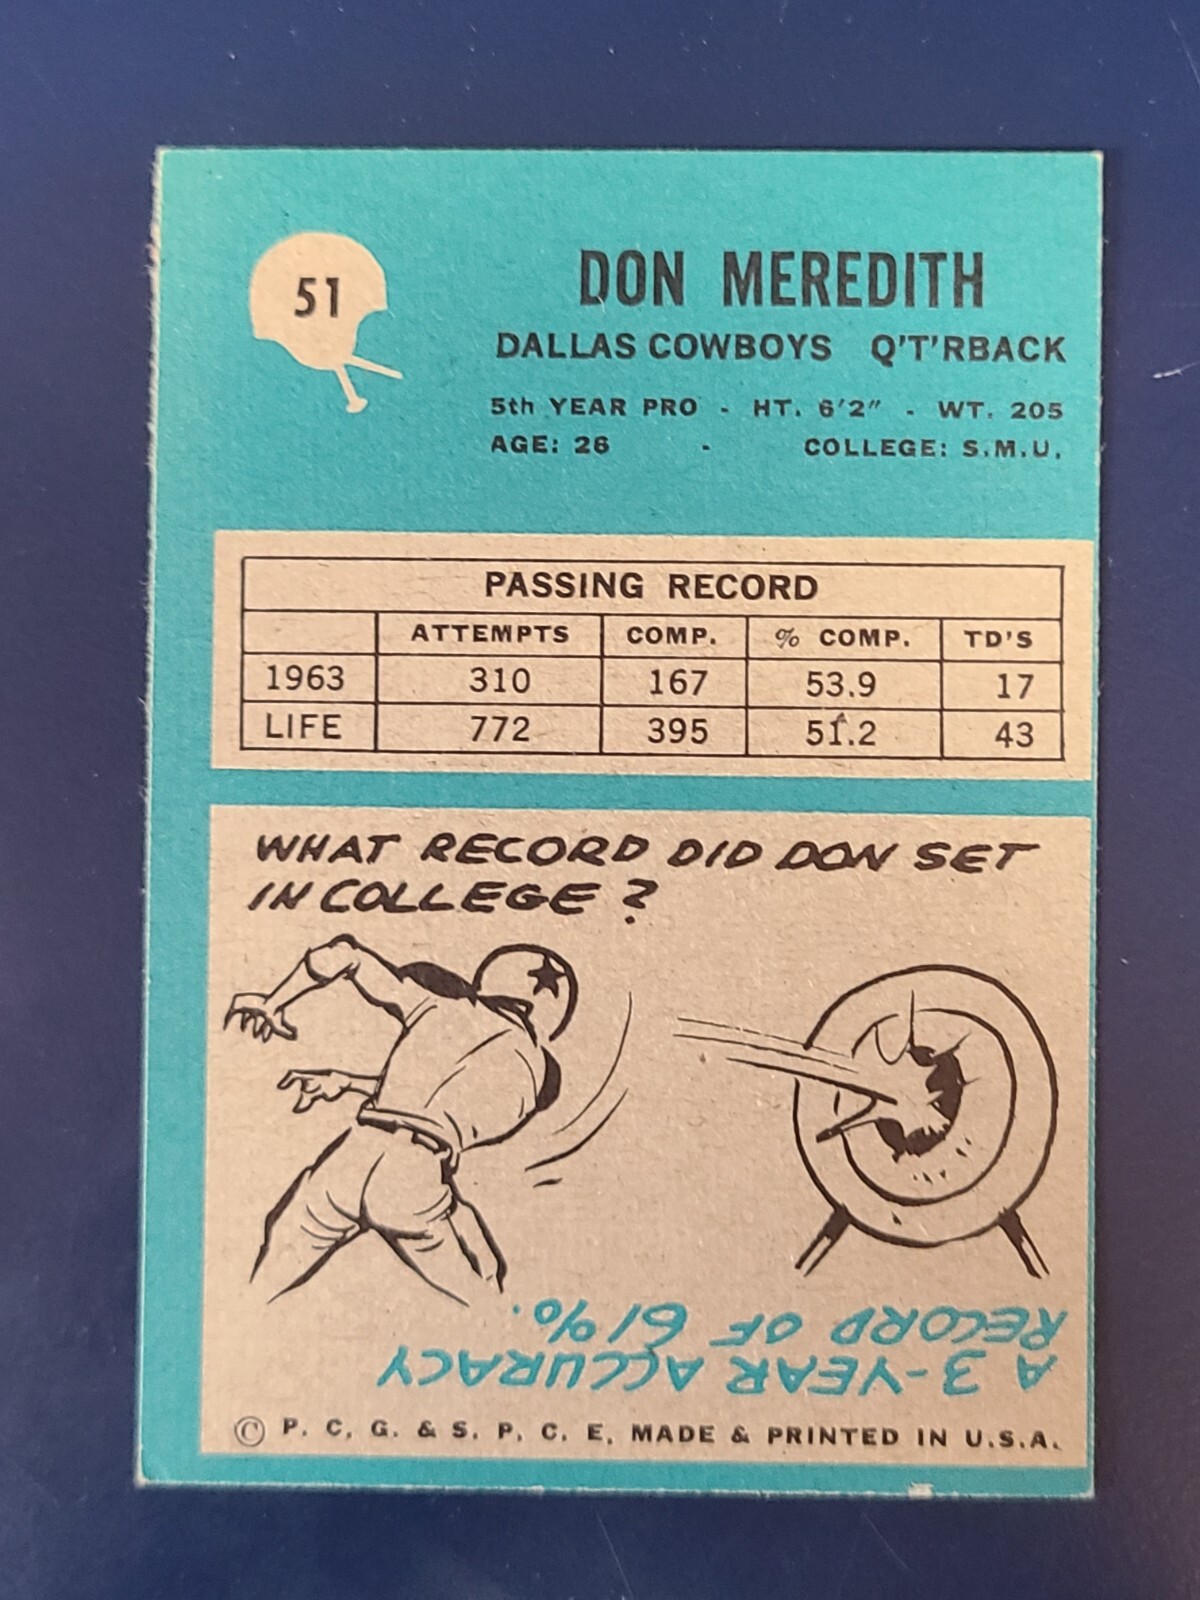 51
DON MEREDITH
DALLAS COWBOYS Q'T'RBACK
5th YEAR PRO - HT. 6'2" - WT. 205
AGE: 26 - COLLEGE: S.M.U.
PASSING RECORD
ATTEMPTS COMP. % COMP. TD'S
1963 310 167 53.9 17
LIFE 772 395 51.2 43
WHAT RECORD DID DON SET
IN COLLEGE?
A 3-YEAR ACCURACY
RECORD OF 61%.
© P. C. G. & S. P. C. E. MADE & PRINTED IN U.S.A.